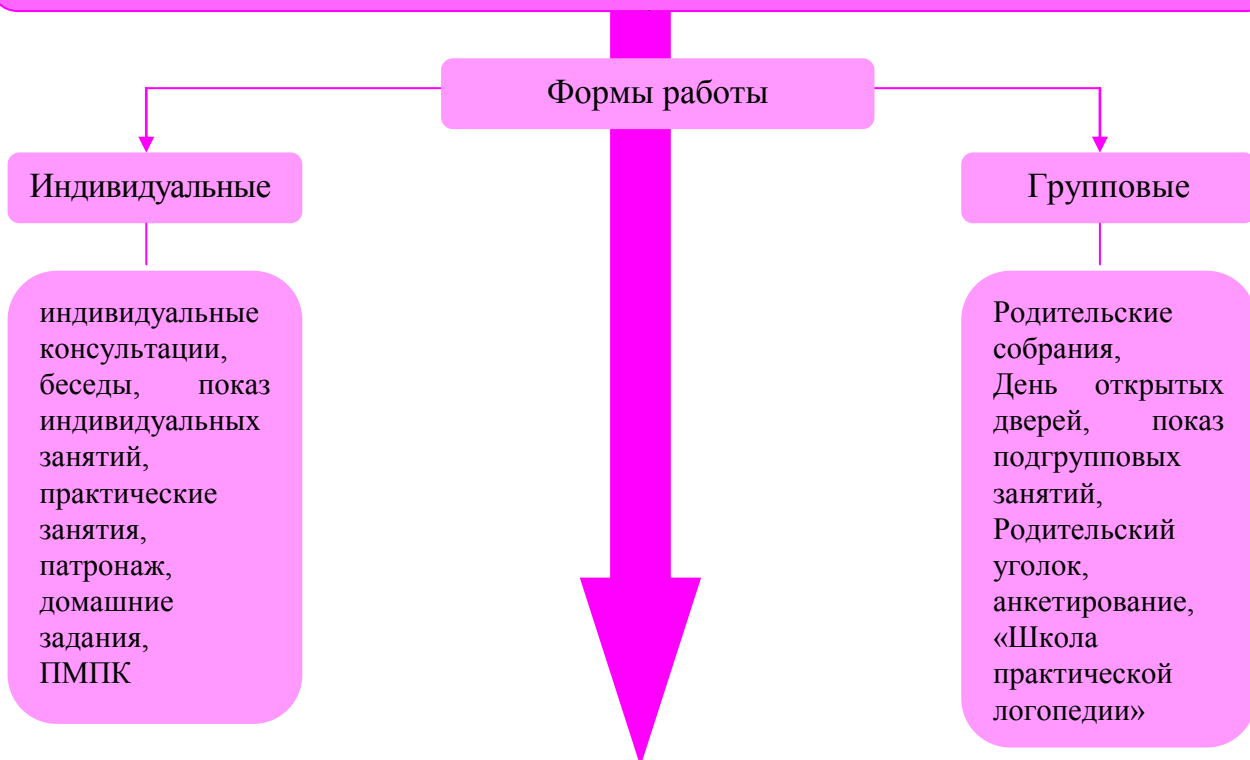 Формы работы
Индивидуальные
Групповые
индивидуальные
консультации,
беседы, показ
индивидуальных
занятий,
практические
занятия,
патронаж,
домашние
задания,
ПМПК
Родительские
собрания,
День открытых
дверей, показ
подгрупповых
занятий,
Родительский
уголок,
анкетирование,
«Школа
практической
логопедии»